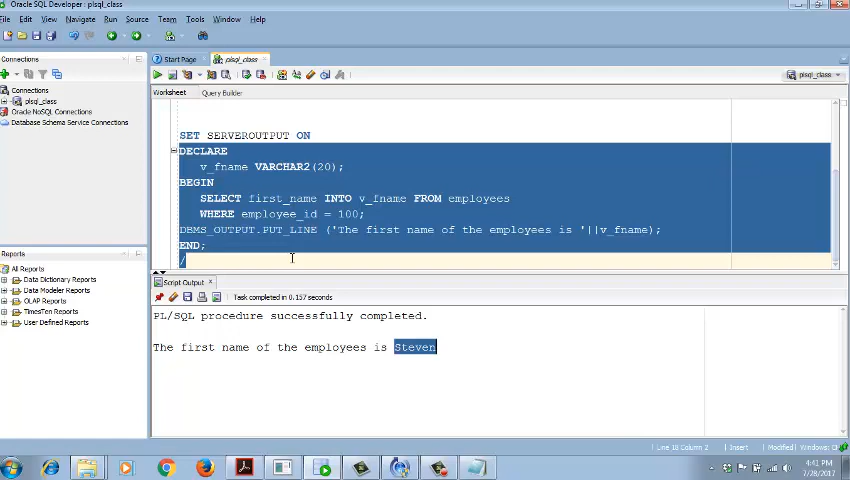 Oracle SQL Developer : plsql_class
File Edit View Navigate Run Source Team Tools Window Help
Connections
Start Page
plsql_class
plsql_class
Connections
plsql_class
Oracle NoSQL Connections
Database Schema Service Connections
Worksheet Query Builder
SET SERVEROUTPUT ON
DECLARE
v_fname VARCHAR2(20);
BEGIN
SELECT first_name INTO v_fname FROM employees
WHERE employee_id = 100;
DBMS_OUTPUT.PUT_LINE ('The first name of the employees is '||v_fname);
END;
/
Reports
All Reports
Data Dictionary Reports
Data Modeler Reports
OLAP Reports
TimesTen Reports
User Defined Reports
Script Output
Task completed in 0.157 seconds
PL/SQL procedure successfully completed.
The first name of the employees is Steven
Line 18 Column 2 Insert Modified Windows:
4:41 PM
7/28/2017